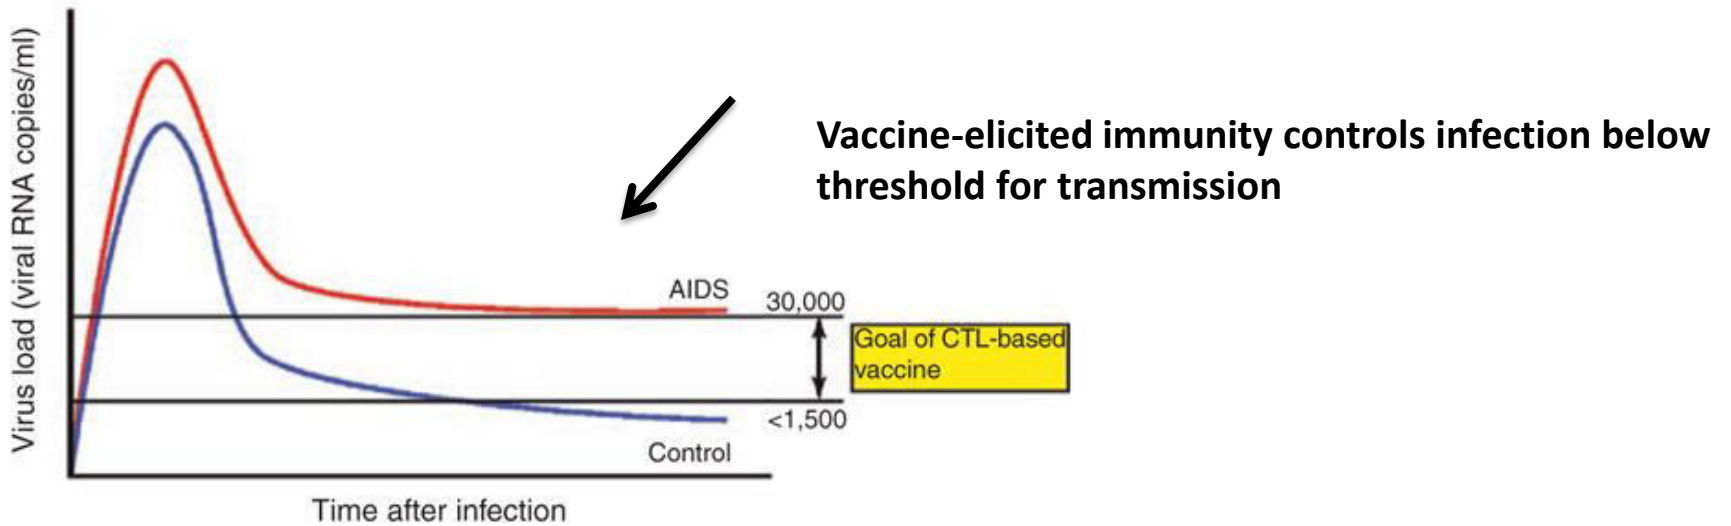 Virus load (viral RNA copies/ml)
Vaccine-elicited immunity controls infection below
threshold for transmission
AIDS
30,000
Goal of CTL-based
vaccine
<1,500
Control
Time after infection